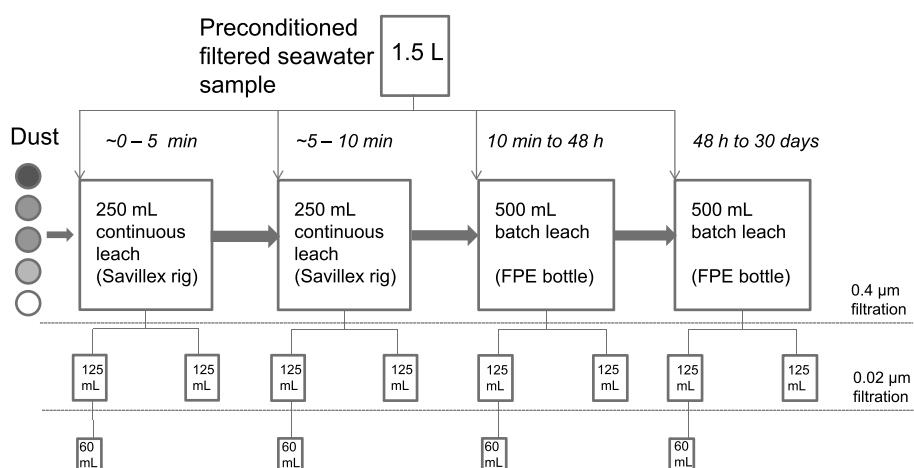 Preconditioned
filtered seawater
sample
1.5 L
Dust
~0 – 5 min
~5 – 10 min
10 min to 48 h
48 h to 30 days
250 mL
continuous
leach
(Savillex rig)
250 mL
continuous
leach
(Savillex rig)
500 mL
batch leach
(FPE bottle)
500 mL
batch leach
(FPE bottle)
0.4 µm
filtration
125
mL
125
mL
125
mL
125
mL
125
mL
125
mL
125
mL
125
mL
0.02 µm
filtration
60
mL
60
mL
60
mL
60
mL